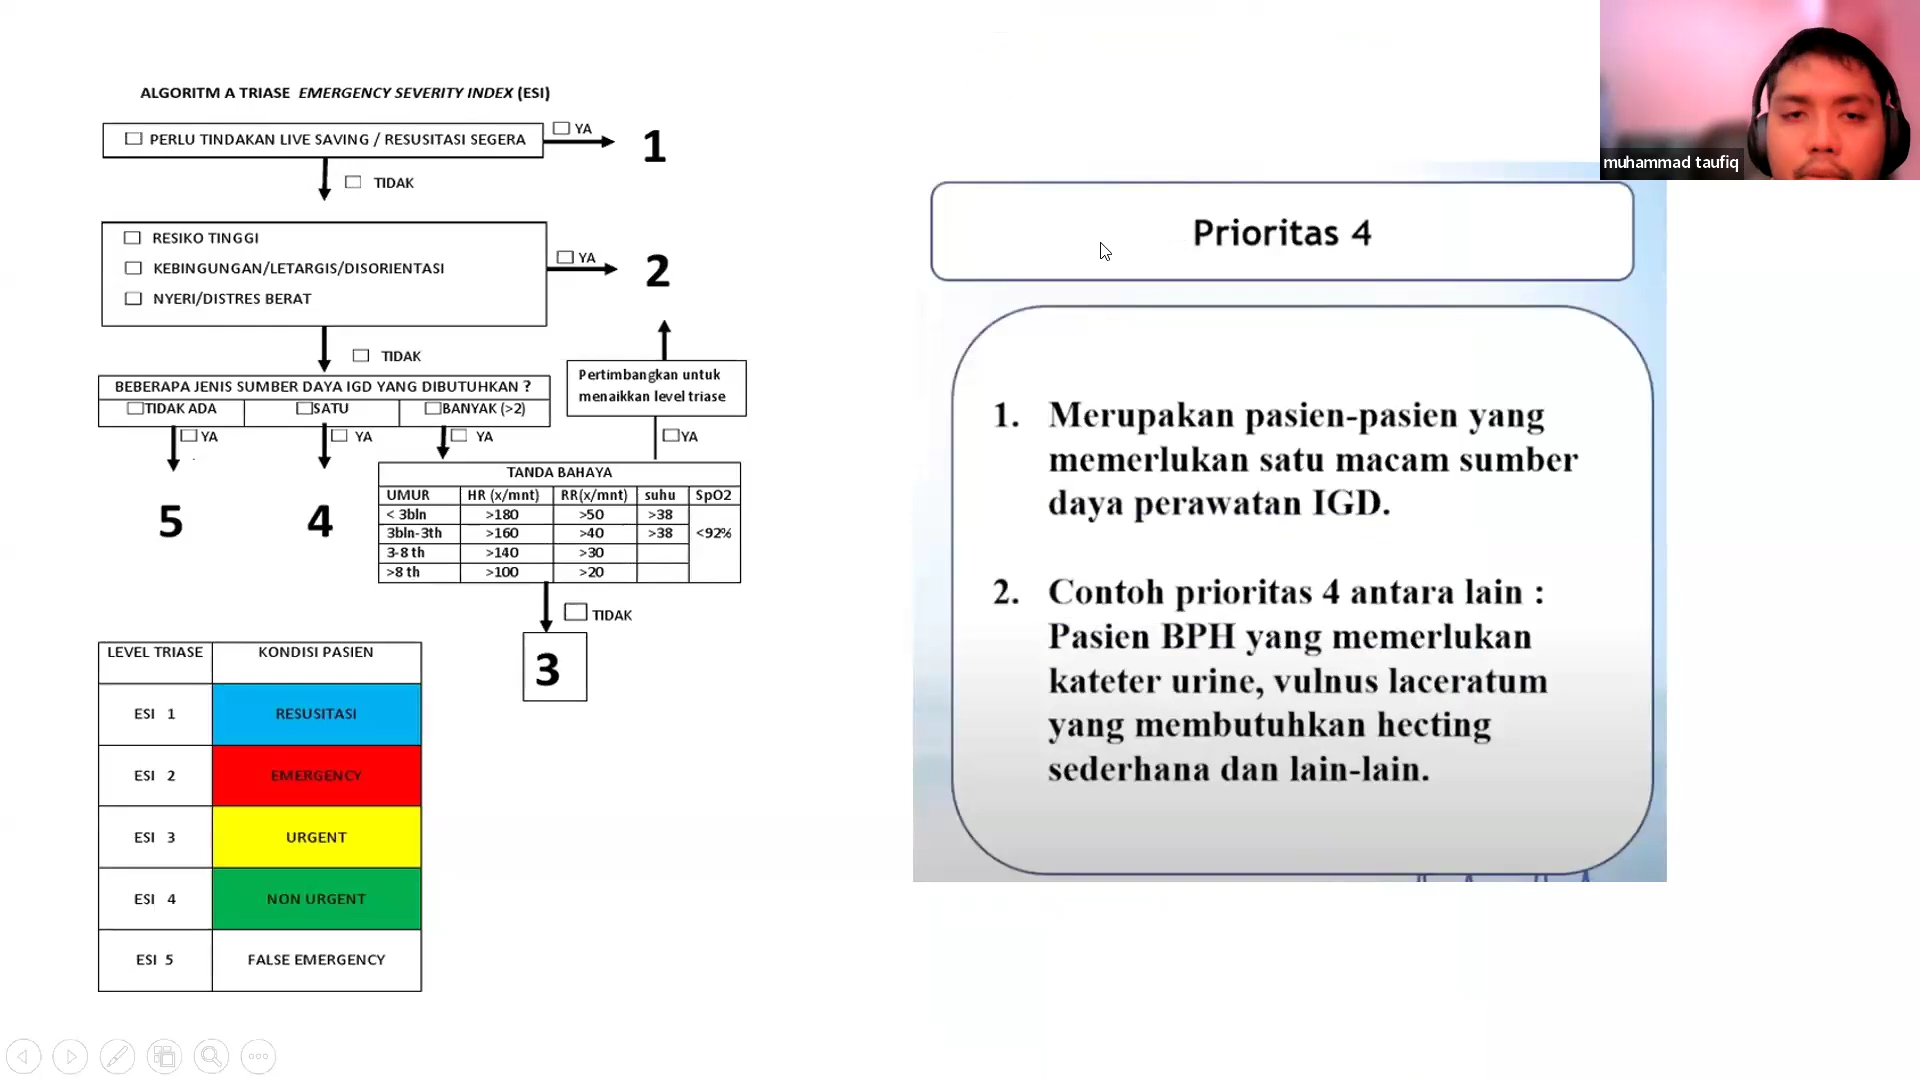 ALGORITM A TRIASE EMERGENCY SEVERITY INDEX (ESI)
PERLU TINDAKAN LIVE SAVING / RESUSITASI SEGERA
YA
1
TIDAK
RESIKO TINGGI
KEBINGUNGAN/LETARGIS/DISORIENTASI
NYERI/DISTRES BERAT
YA
2
TIDAK
BEBERAPA JENIS SUMBER DAYA IGD YANG DIBUTUHKAN ?
TIDAK ADA SATU BANYAK (>2)
YA YA YA
Pertimbangkan untuk
menaikkan level triase
YA
5
4
TANDA BAHAYA
UMUR HR (x/mnt) RR(x/mnt) suhu SpO2
< 3bln >180 >50 >38
3bln-3th >160 >40 >38 <92%
3-8 th >140 >30
>8 th >100 >20
TIDAK
3
LEVEL TRIASE KONDISI PASIEN
ESI 1 RESUSITASI
ESI 2 EMERGENCY
ESI 3 URGENT
ESI 4 NON URGENT
ESI 5 FALSE EMERGENCY
Prioritas 4
1. Merupakan pasien-pasien yang
memerlukan satu macam sumber
daya perawatan IGD.
2. Contoh prioritas 4 antara lain :
Pasien BPH yang memerlukan
kateter urine, vulnus laceratum
yang membutuhkan hecting
sederhana dan lain-lain.
muhammad taufiq